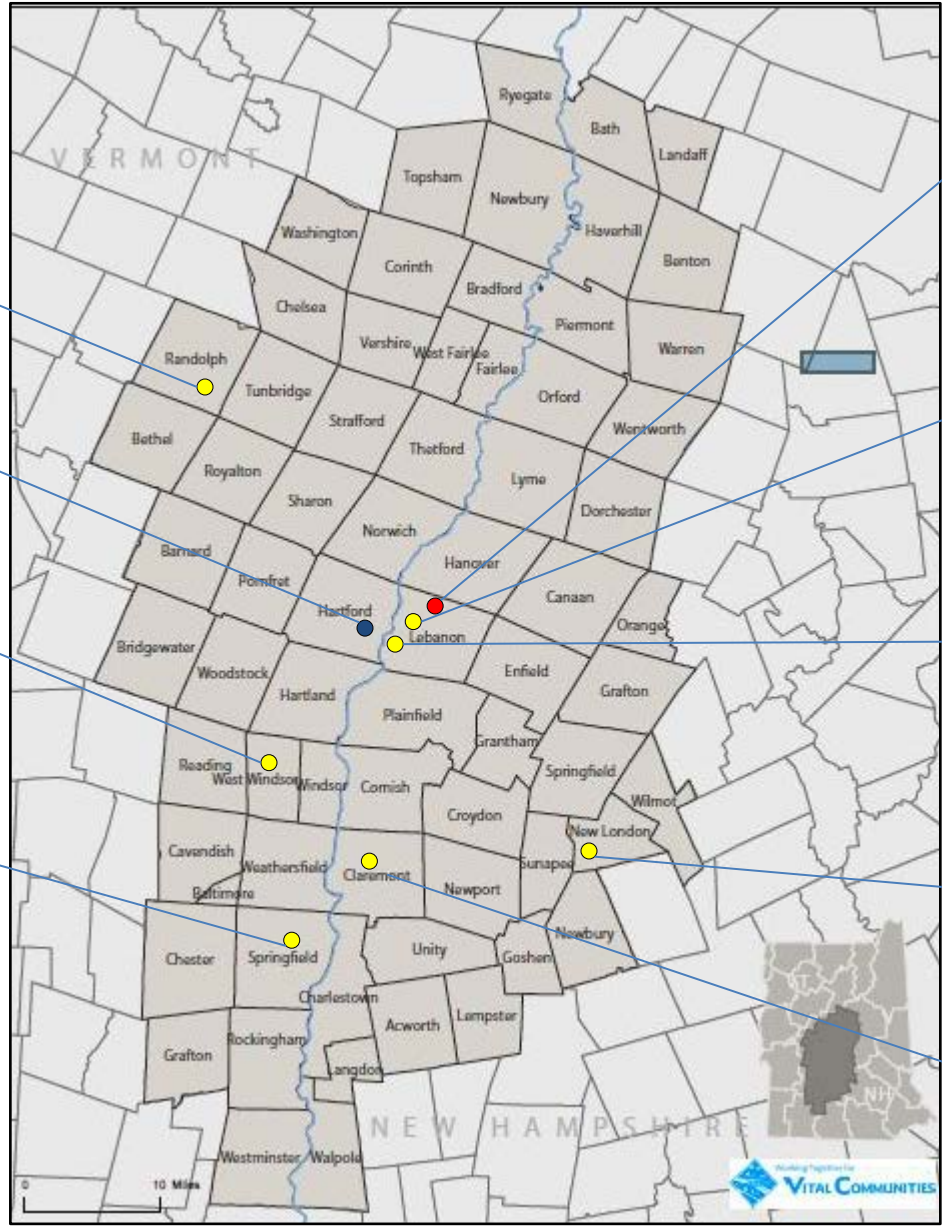 Ryegate
Bath
VERMONT
Landaff
Topsham
Newbury
Haverhill
Washington
Corinth
Benton
Bradford
Chelsea
Piermont
Vershire
West Fairlee
Warren
Randolph
Fairlee
Tunbridge
Orford
Strafford
Wentworth
Bethel
Thetford
Royalton
Lyme
Sharon
Dorchester
Norwich
Barnard
Hanover
Pomfret
Canaan
Hartford
Orange
Lebanon
Bridgewater
Woodstock
Enfield
Hartland
Grafton
Plainfield
Grantham
Reading
Springfield
West Windsor
Windsor
Cornish
Wilmot
Croydon
New London
Cavendish
Weathersfield
Sunapee
Claremont
Newport
Baltimore
Newbury
Unity
Chester
Springfield
Goshen
Charlestown
Lempster
Acworth
Rockingham
Grafton
Langdon
NH
NEW HAMPSHIRE
Westminster
Walpole
Working Together for
VITAL COMMUNITIES
0 10 Miles